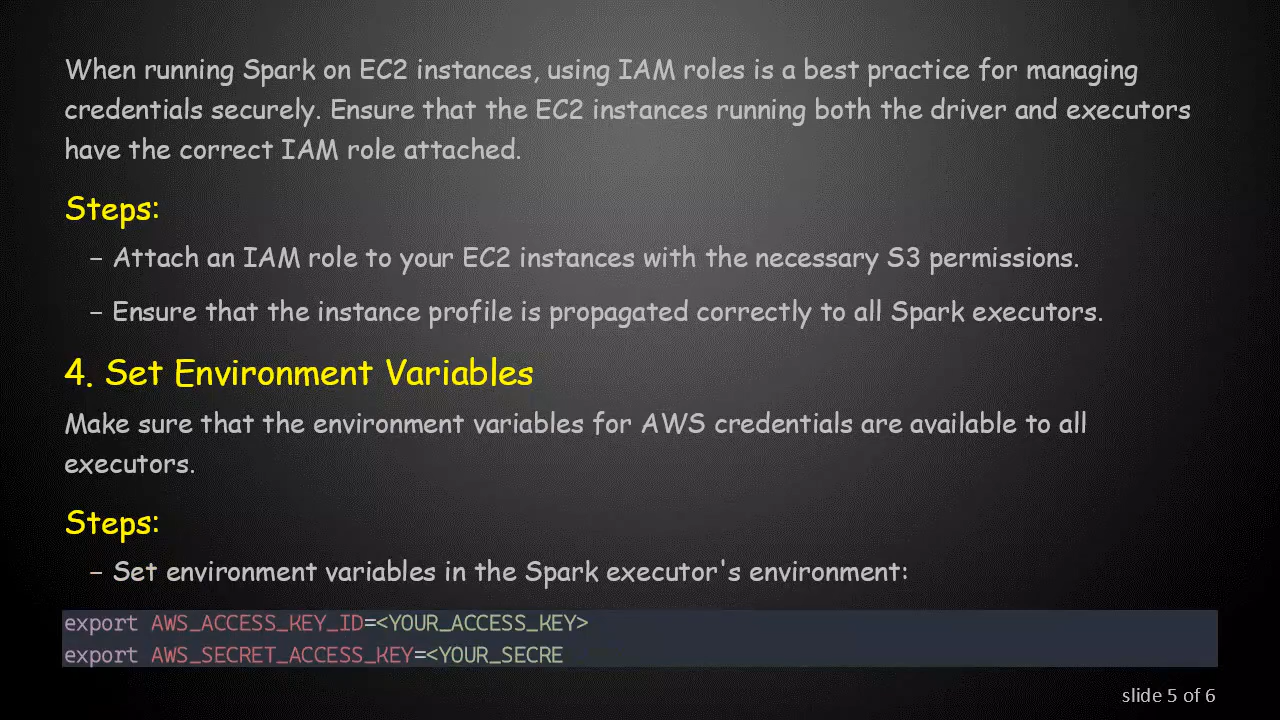 When running Spark on EC2 instances, using IAM roles is a best practice for managing
credentials securely. Ensure that the EC2 instances running both the driver and executors
have the correct IAM role attached.
Steps:
– Attach an IAM role to your EC2 instances with the necessary S3 permissions.
– Ensure that the instance profile is propagated correctly to all Spark executors.
4. Set Environment Variables
Make sure that the environment variables for AWS credentials are available to all
executors.
Steps:
– Set environment variables in the Spark executor's environment:
export AWS_ACCESS_KEY_ID=<YOUR_ACCESS_KEY>
export AWS_SECRET_ACCESS_KEY=<YOUR_SECRE
slide 5 of 6